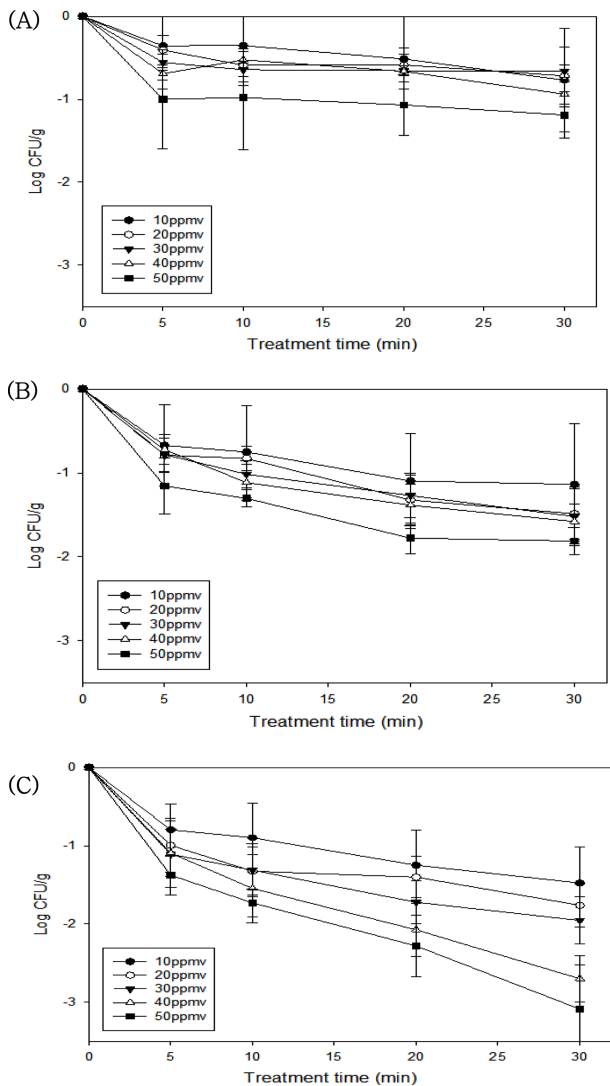 (A)
0
-1
-2
-3
Log CFU/g
10ppmv
20ppmv
30ppmv
40ppmv
50ppmv
0 5 10 15 20 25 30
Treatment time (min)
(B)
0
-1
-2
-3
Log CFU/g
10ppmv
20ppmv
30ppmv
40ppmv
50ppmv
0 5 10 15 20 25 30
Treatment time (min)
(C)
0
-1
-2
-3
Log CFU/g
10ppmv
20ppmv
30ppmv
40ppmv
50ppmv
0 5 10 15 20 25 30
Treatment time (min)